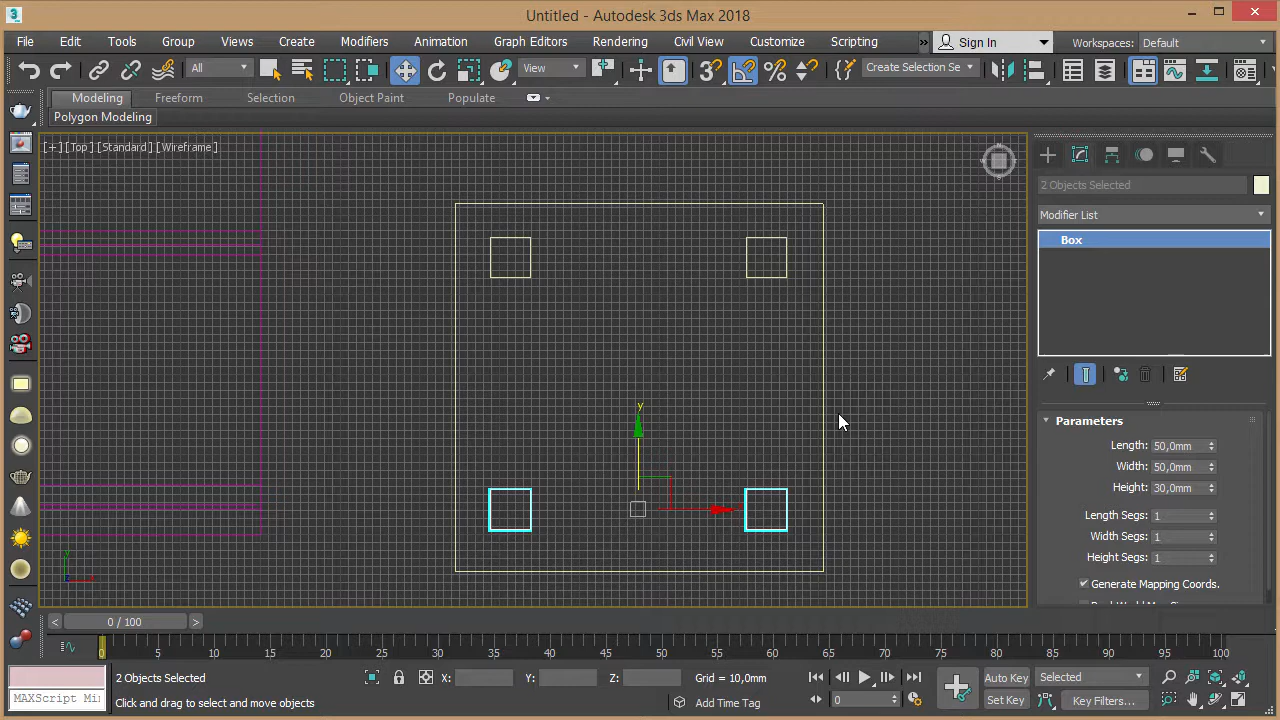 Untitled - Autodesk 3ds Max 2018
File Edit Tools Group Views Create Modifiers Animation Graph Editors Rendering Civil View Customize Scripting » Sign In Workspaces: Default
All View Create Selection Se
Modeling Freeform Selection Object Paint Populate
Polygon Modeling
[+] [Top] [Standard] [Wireframe]
2 Objects Selected
Modifier List
Box
y
Parameters
Length: 50,0mm
Width: 50,0mm
Height: 30,0mm
Length Segs: 1
Width Segs: 1
Height Segs: 1
Generate Mapping Coords.
< 0 / 100 >
0 5 10 15 20 25 30 35 40 45 50 55 60 65 70 75 80 85 90 95 100
2 Objects Selected X: Y: Z: Grid = 10,0mm Auto Key Selected
MAXScript Mi Click and drag to select and move objects Add Time Tag 0 Set Key Key Filters...